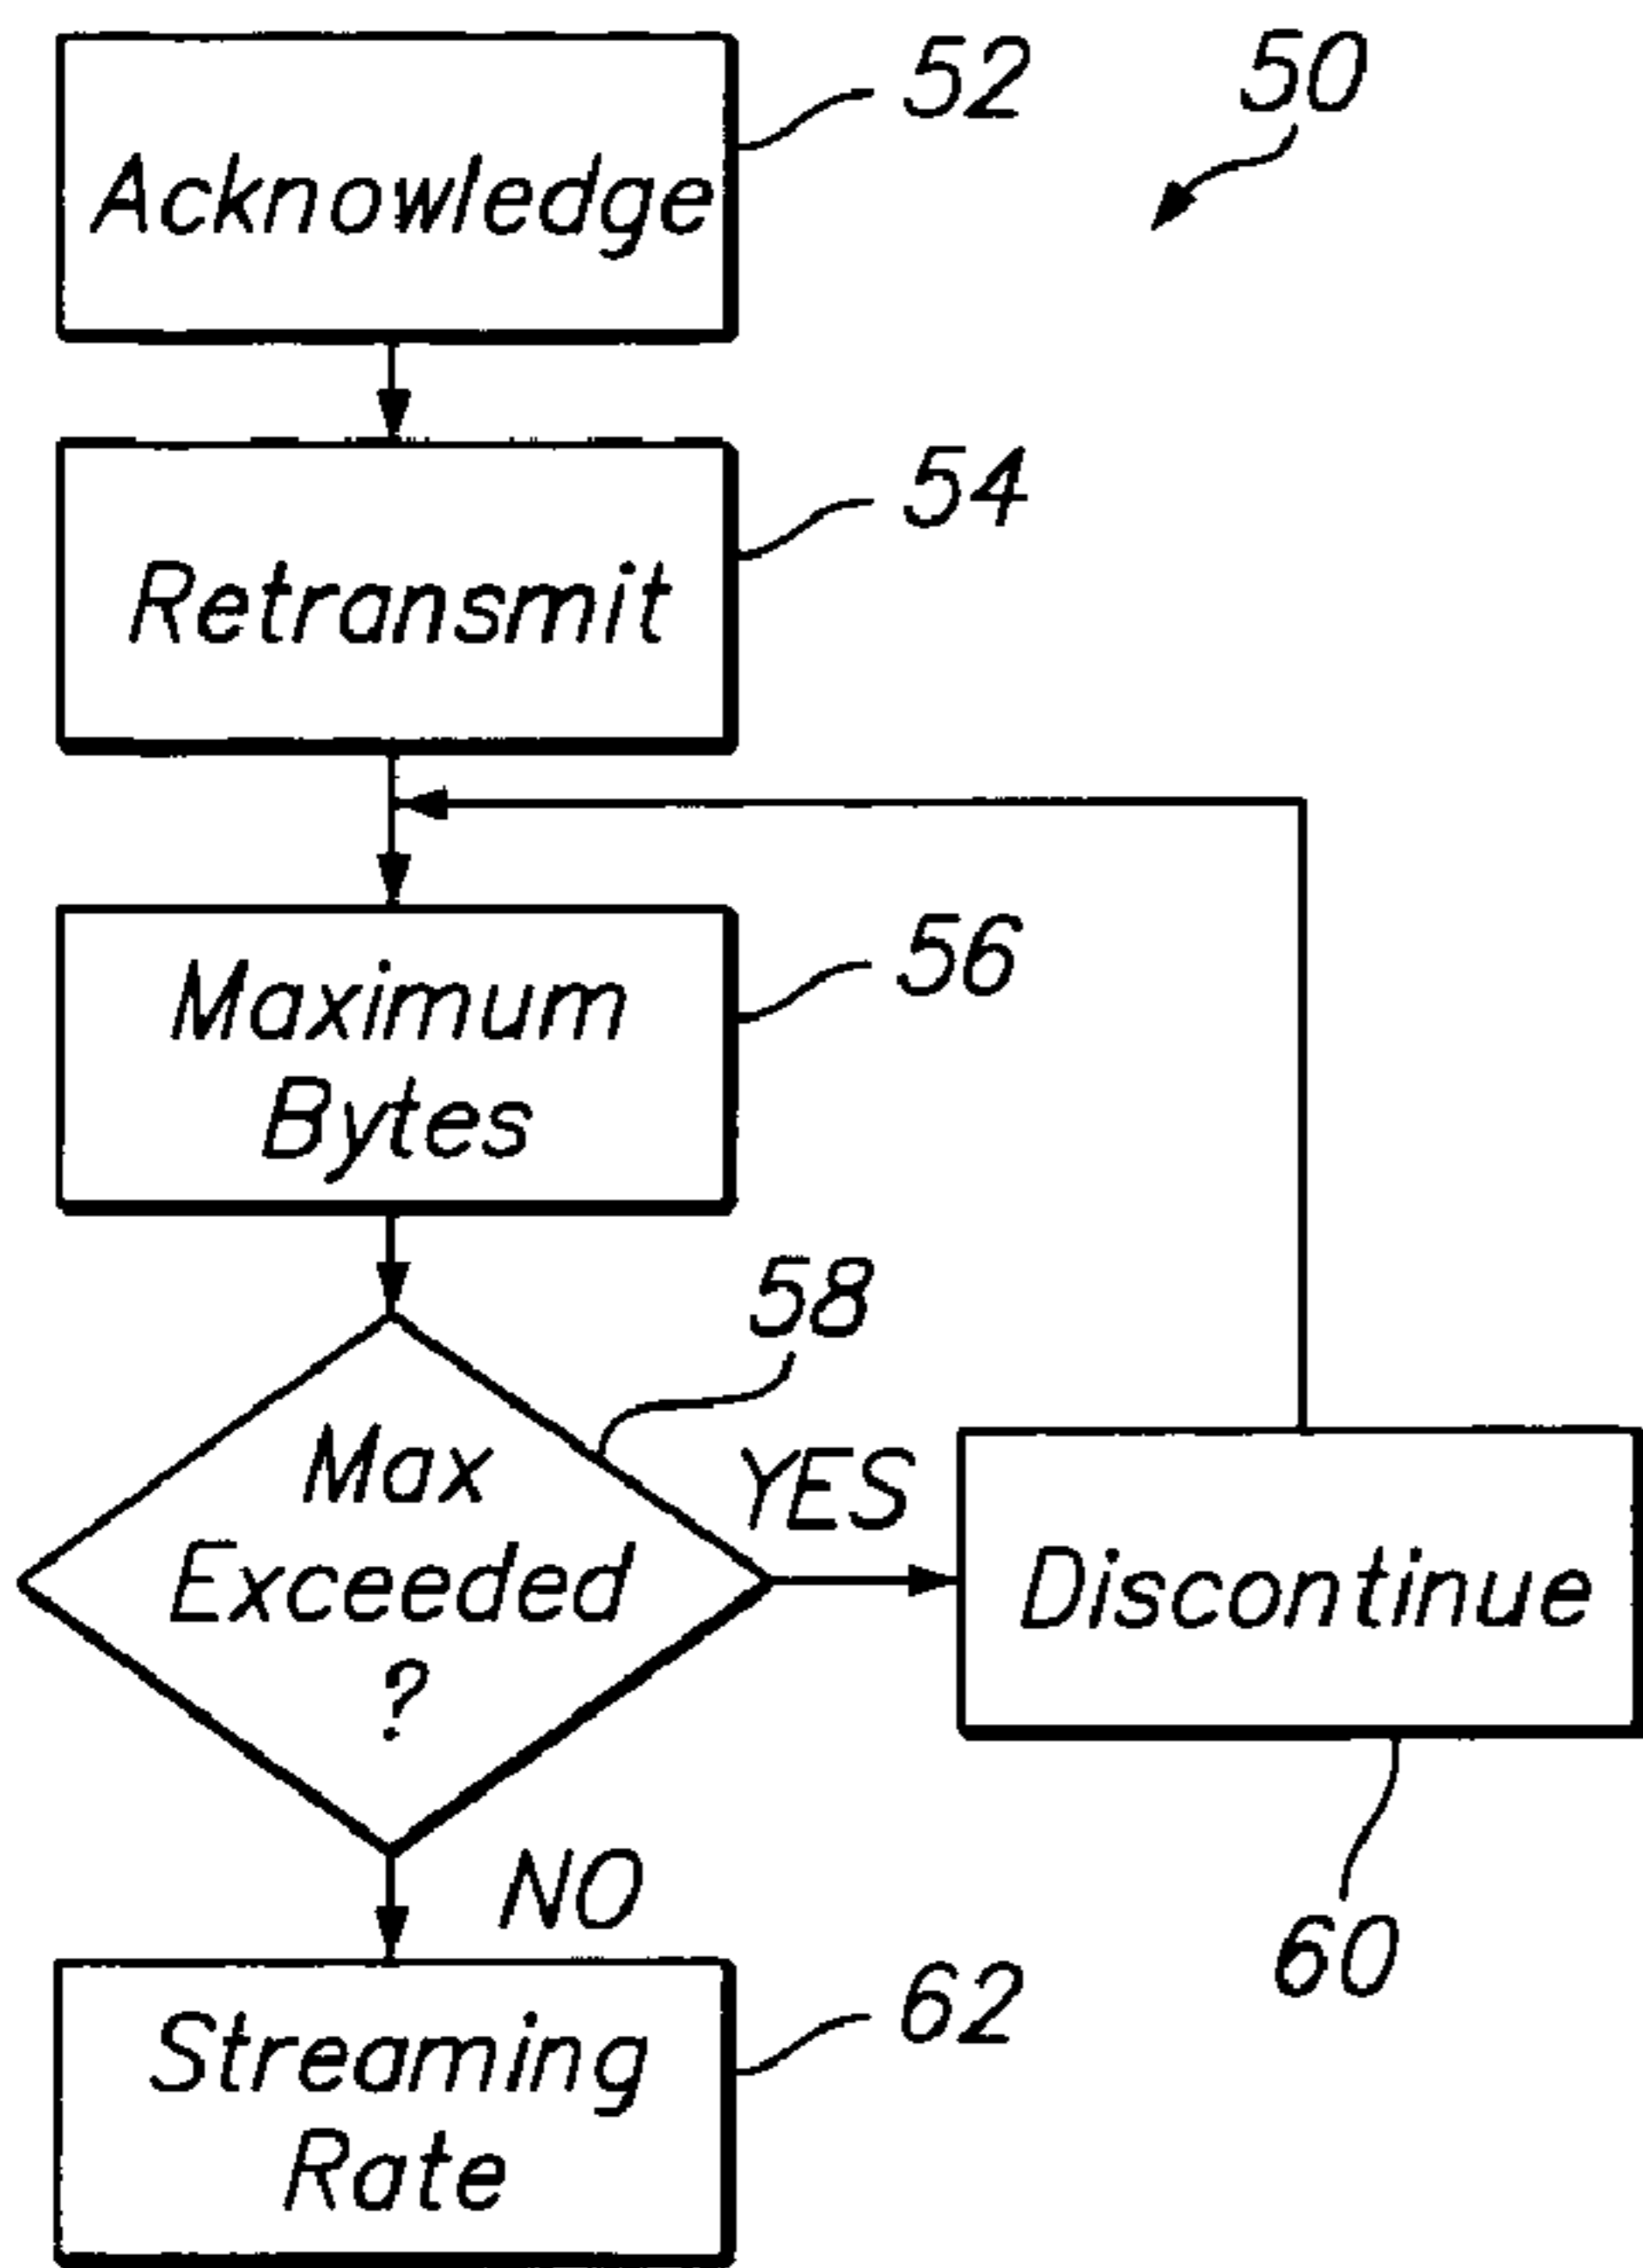 52
50
Acknowledge
54
Retransmit
56
Maximum
Bytes
58
Max
Exceeded
?
YES
Discontinue
NO
60
62
Streaming
Rate